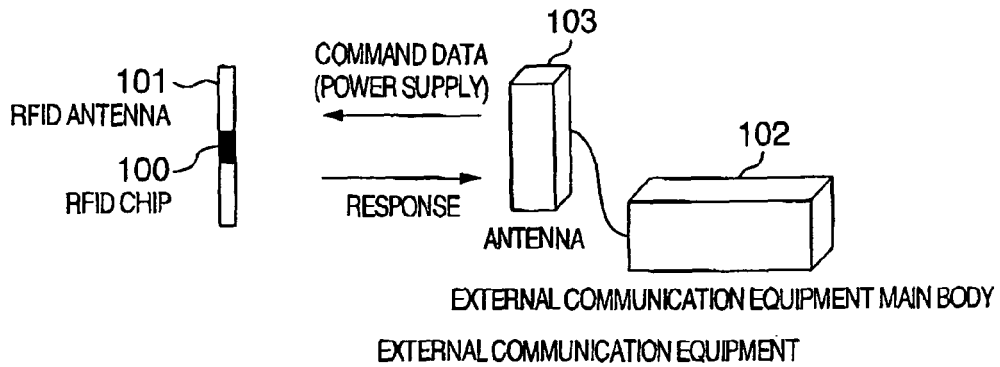 103
COMMAND DATA
(POWER SUPPLY)
101
RFID ANTENNA
100
RFID CHIP
RESPONSE
102
ANTENNA
EXTERNAL COMMUNICATION EQUIPMENT MAIN BODY
EXTERNAL COMMUNICATION EQUIPMENT